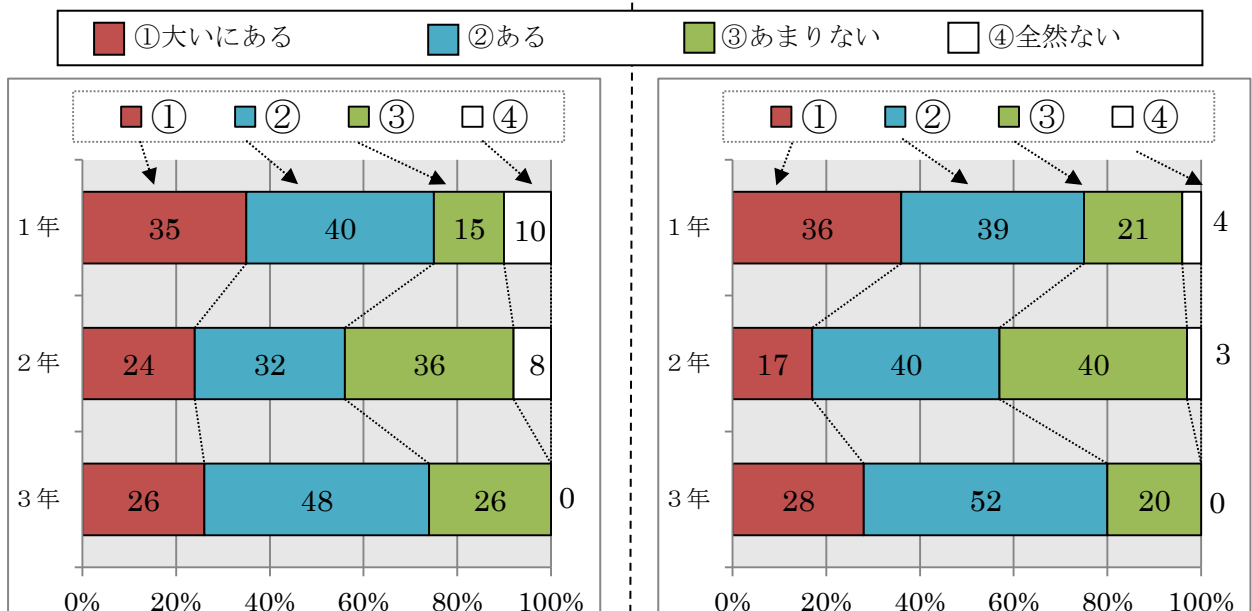 ①大いにある ②ある ③あまりない ④全然ない
① ② ③ ④
1年 35 40 15 10
2年 24 32 36 8
3年 26 48 26 0
0% 20% 40% 60% 80% 100%
① ② ③ ④
1年 36 39 21 4
2年 17 40 40 3
3年 28 52 20 0
0% 20% 40% 60% 80% 100%